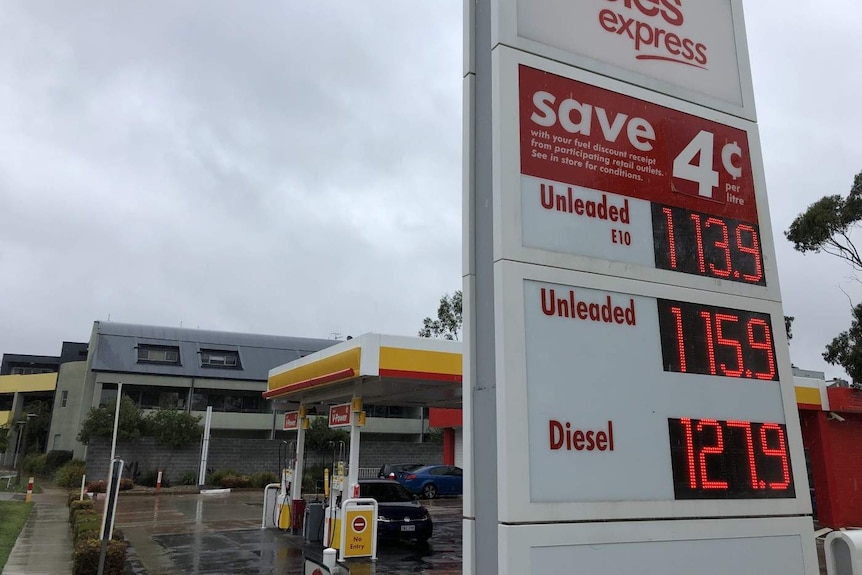 express
save
4¢
with your fuel discount receipt
from participating retail outlets.
See in store for conditions.
per
litre
Unleaded
E10
113.9
Unleaded
115.9
Diesel
127.9
V-Power
No
Entry